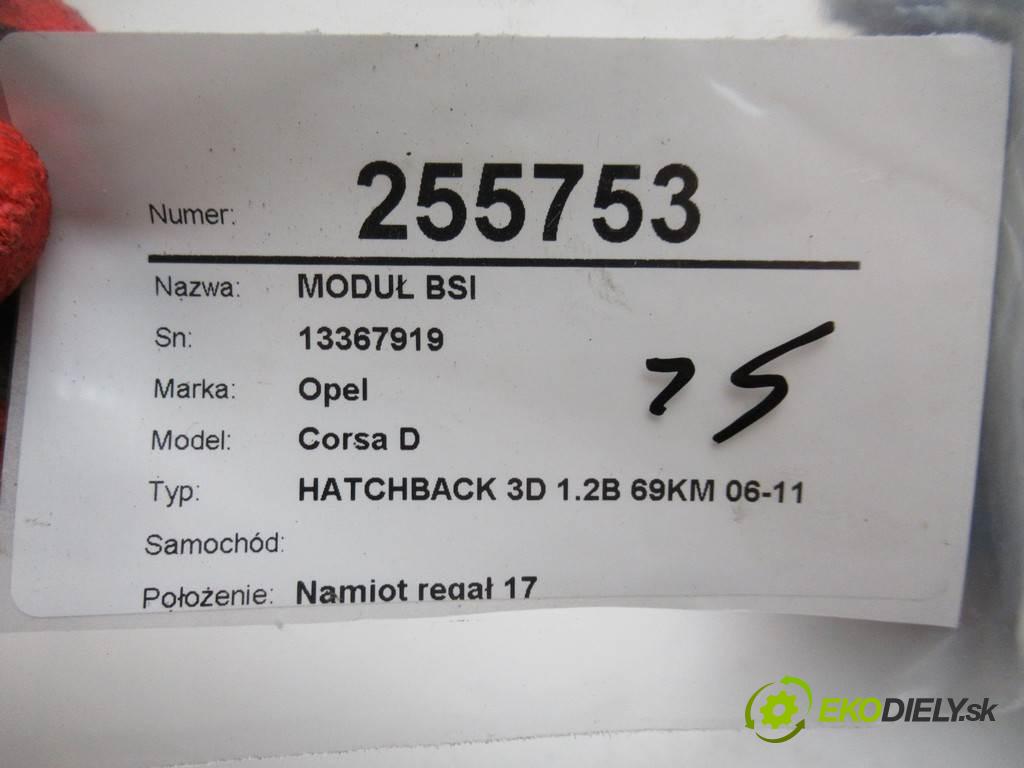 Numer: 255753
Nazwa: MODUŁ BSI
Sn: 13367919
Marka: Opel
75
Model: Corsa D
Typ: HATCHBACK 3D 1.2B 69KM 06-11
Samochód:
Położenie: Namiot regał 17
EKODIELY.sk